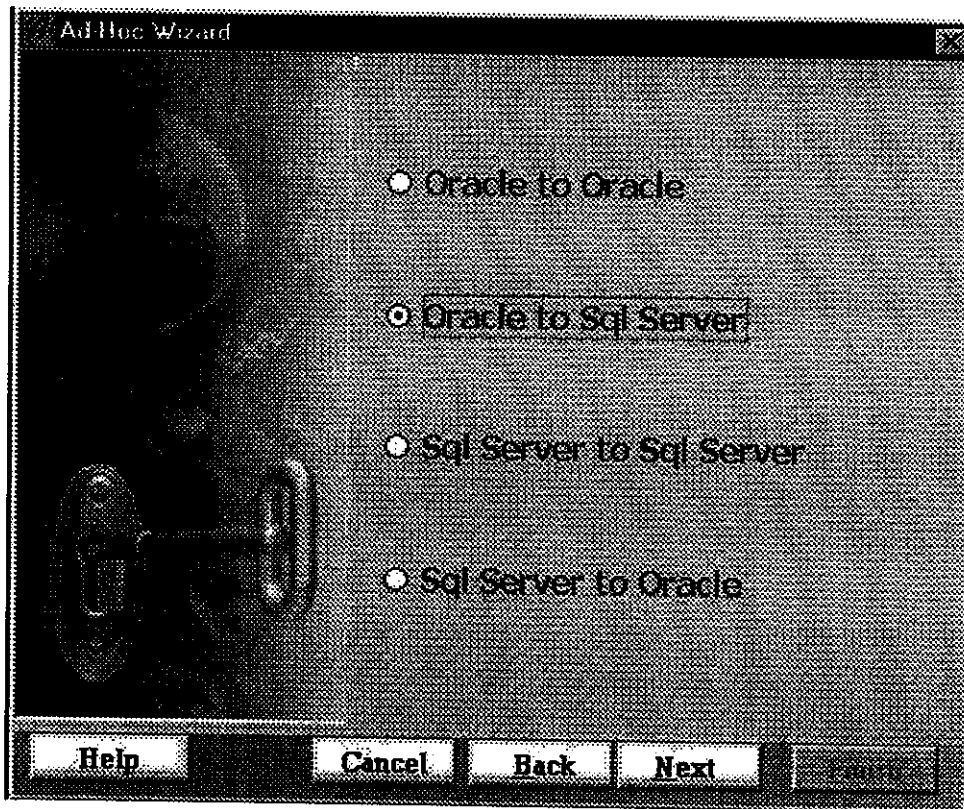 Ad-Hoc Wizard
Oracle to Oracle
Oracle to Sql Server
Sql Server to Sql Server
Sql Server to Oracle
Help Cancel Back Next